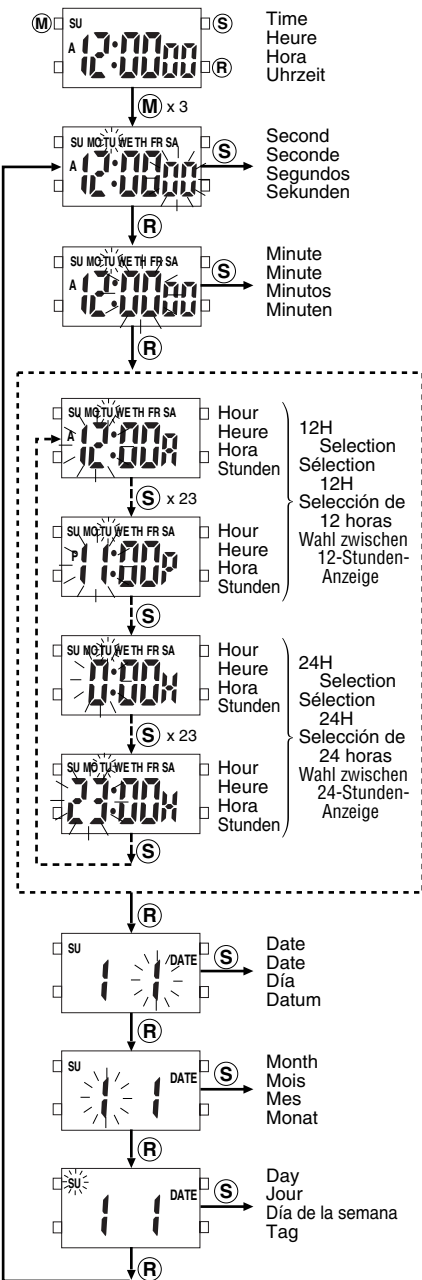 M SU S
A 12:00 00 R
Time
Heure
Hora
Uhrzeit
M x 3
SU MO TU WE TH FR SA
A 12:00 00
S
Second
Seconde
Segundos
Sekunden
R
SU MO TU WE TH FR SA
A 12:00 00
S
Minute
Minute
Minutos
Minuten
R
SU MO TU WE TH FR SA
A 12:00A
Hour
Heure
Hora
Stunden
S x 23
SU MO TU WE TH FR SA
P 11:00P
Hour
Heure
Hora
Stunden
12H
Selection
Sélection
12H
Selección de
12 horas
Wahl zwischen
12-Stunden-
Anzeige
S
SU MO TU WE TH FR SA
0:00H
Hour
Heure
Hora
Stunden
S x 23
SU MO TU WE TH FR SA
23:00H
Hour
Heure
Hora
Stunden
24H
Selection
Sélection
24H
Selección de
24 horas
Wahl zwischen
24-Stunden-
Anzeige
S
R
SU DATE
1 1
S
Date
Date
Día
Datum
R
SU DATE
1 1
S
Month
Mois
Mes
Monat
R
SU DATE
1 1
S
Day
Jour
Día de la semana
Tag
R